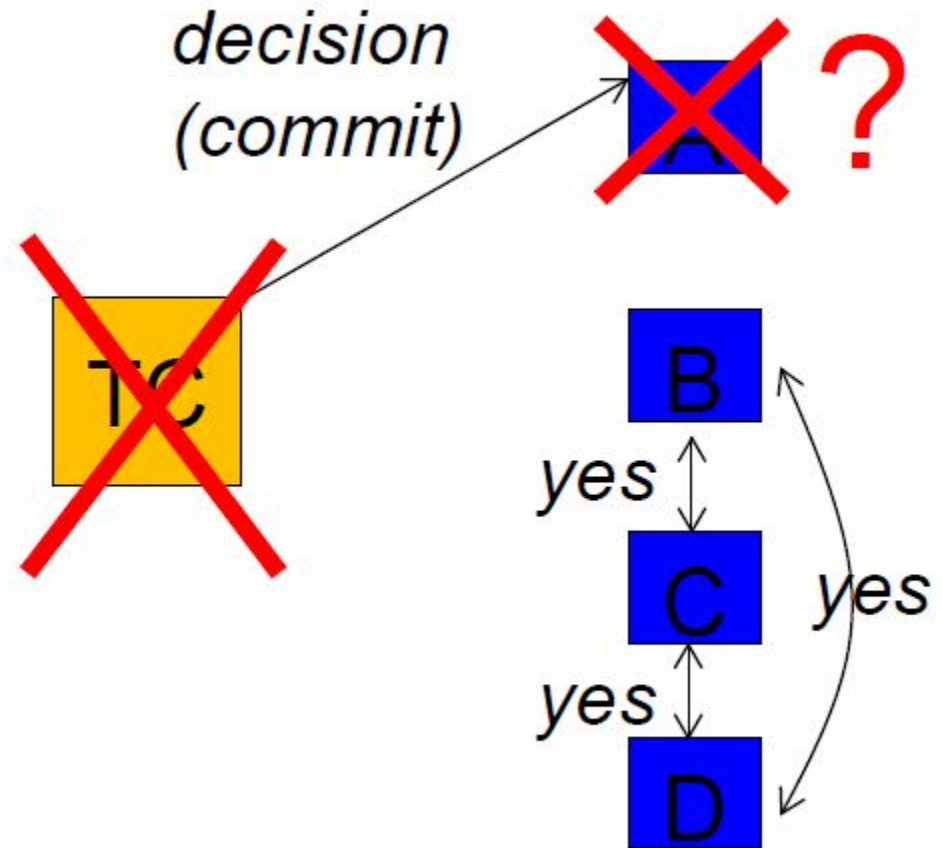 decision
(commit)
A
?
TC
B
yes
C
yes
yes
D